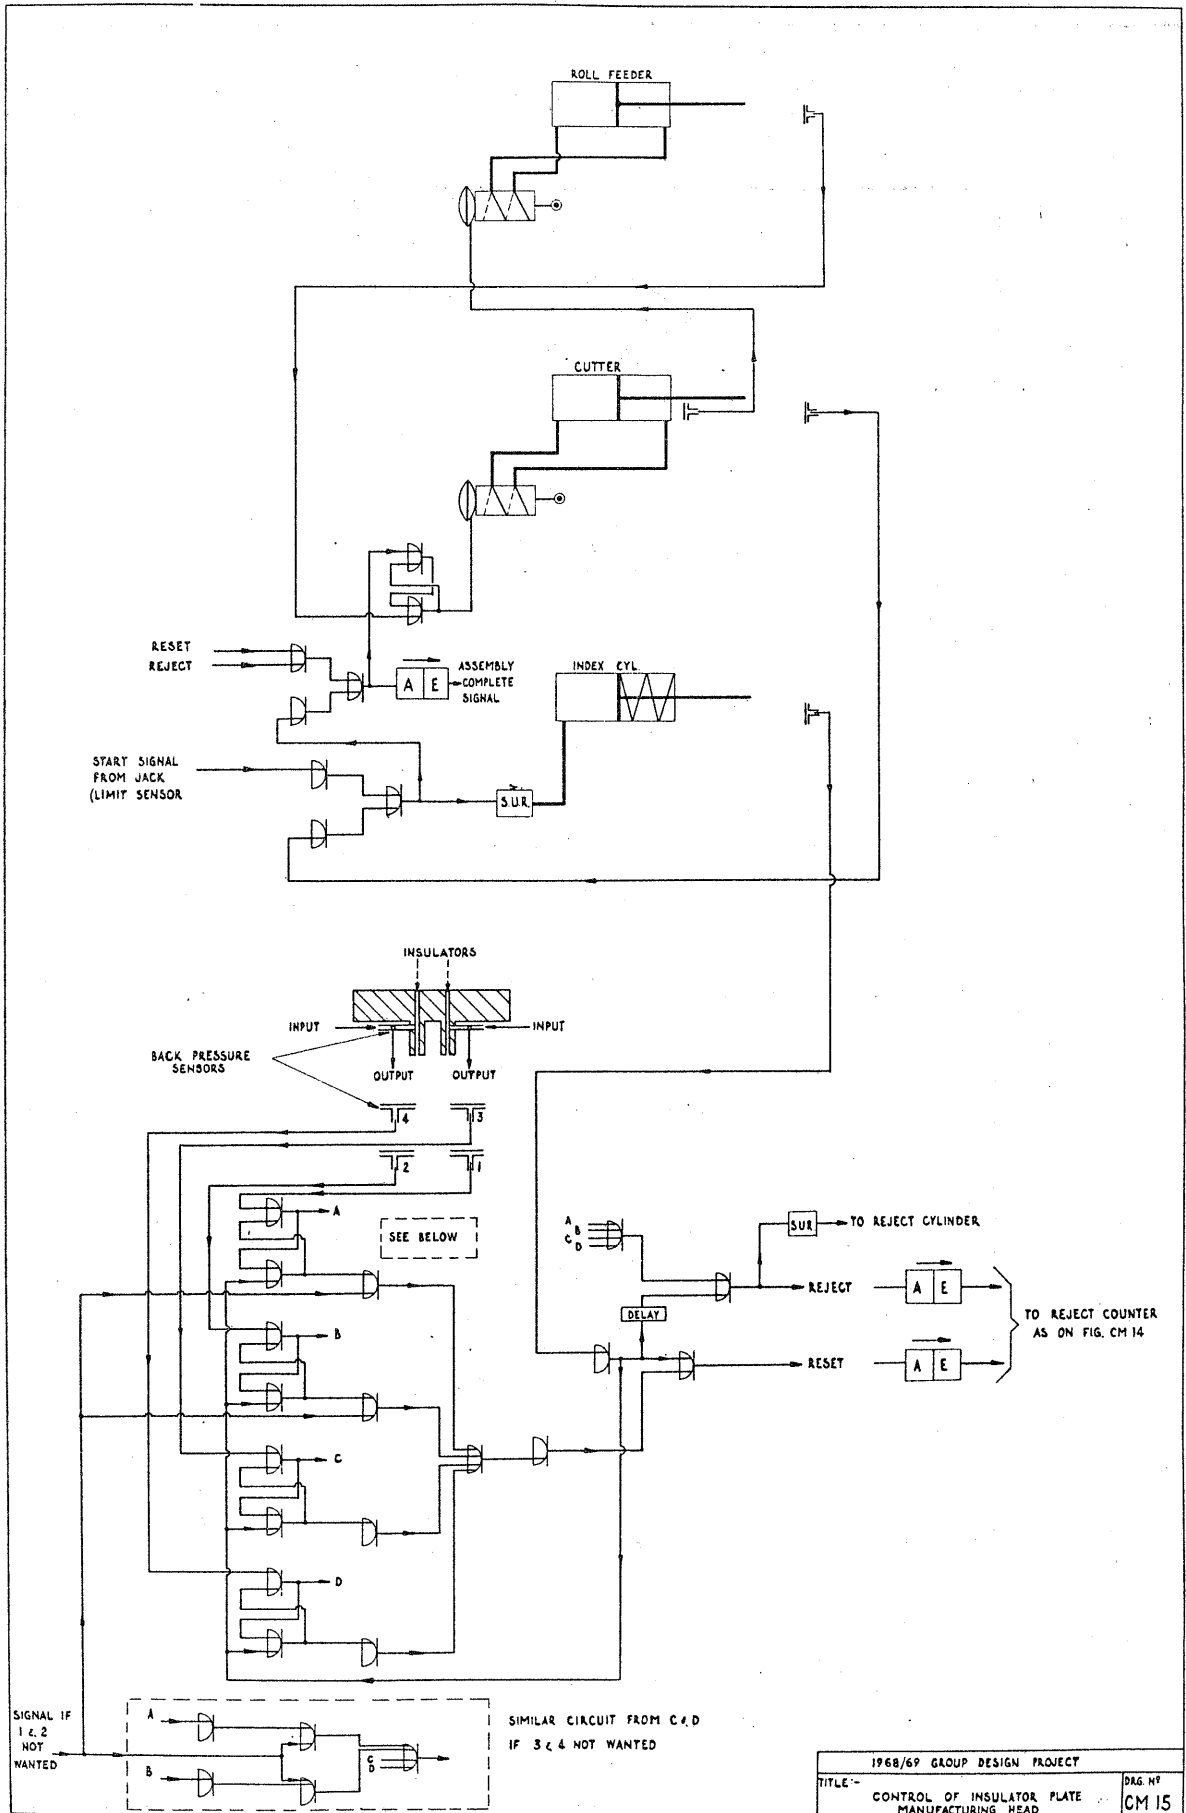 ROLL FEEDER
CUTTER
RESET
REJECT
A E
ASSEMBLY
COMPLETE
SIGNAL
INDEX CYL.
START SIGNAL
FROM JACK
(LIMIT SENSOR
S.U.R.
INSULATORS
INPUT
INPUT
BACK PRESSURE
SENSORS
OUTPUT
OUTPUT
4
3
2
1
A
SEE BELOW
A
B
C
D
SUR
TO REJECT CYLINDER
REJECT
A E
DELAY
TO REJECT COUNTER
AS ON FIG. CM 14
B
RESET
A E
C
D
SIGNAL IF
1 & 2
NOT
WANTED
A
B
C
D
SIMILAR CIRCUIT FROM C & D
IF 3 & 4 NOT WANTED
1968/69 GROUP DESIGN PROJECT
TITLE:-
CONTROL OF INSULATOR PLATE
MANUFACTURING HEAD
DRG. Nº
CM 15